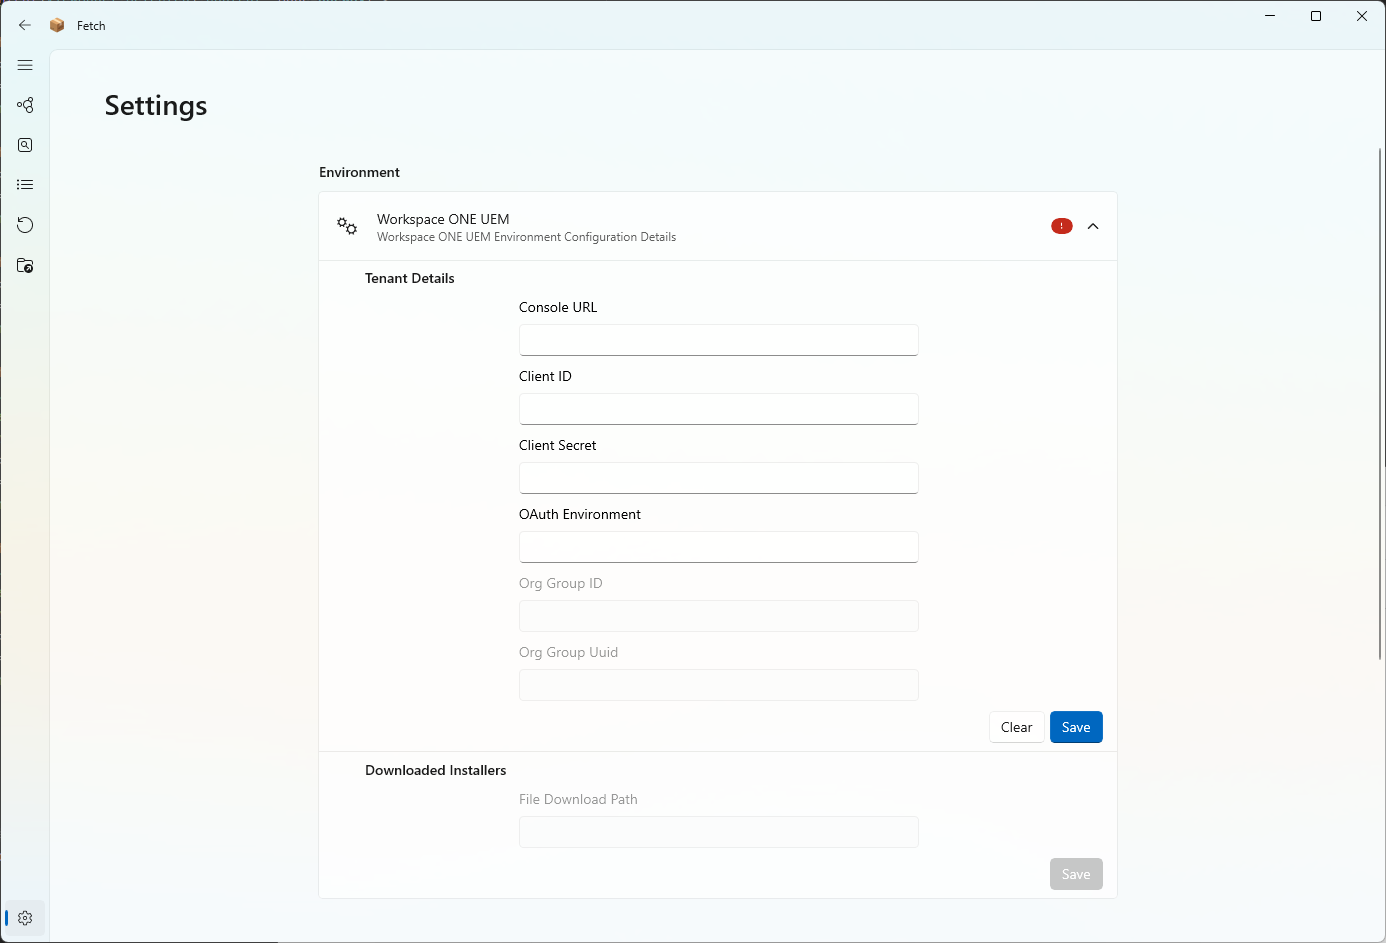 Fetch
Settings
Environment
Workspace ONE UEM
Workspace ONE UEM Environment Configuration Details
!
Tenant Details
Console URL
Client ID
Client Secret
OAuth Environment
Org Group ID
Org Group Uuid
Clear
Save
Downloaded Installers
File Download Path
Save